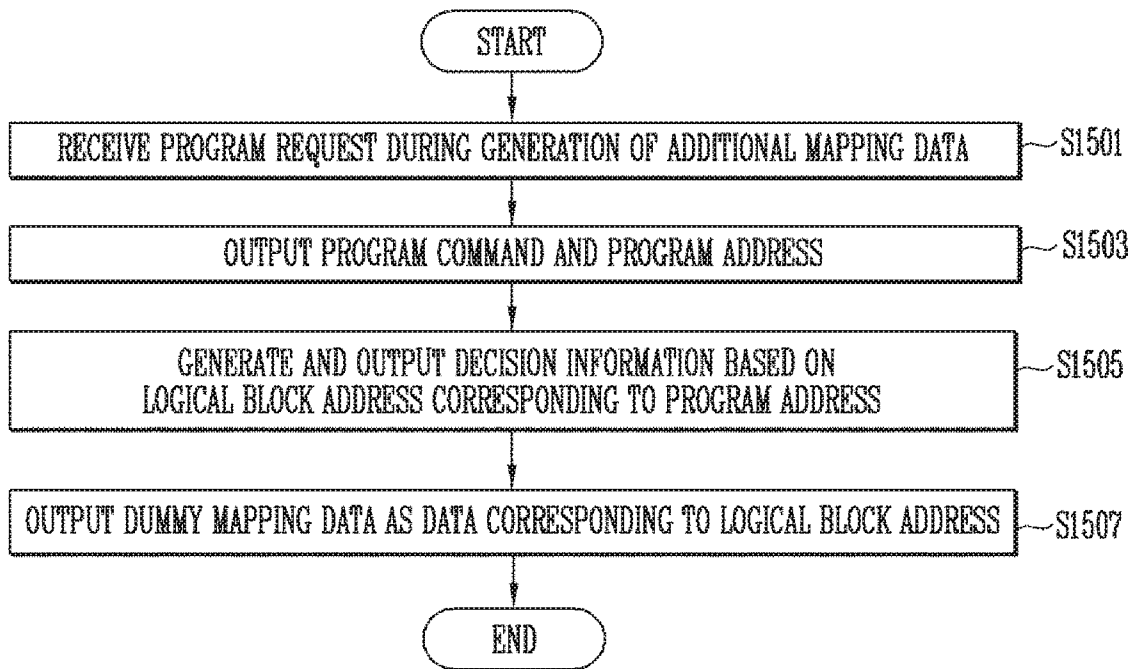 START
RECEIVE PROGRAM REQUEST DURING GENERATION OF ADDITIONAL MAPPING DATA
S1501
OUTPUT PROGRAM COMMAND AND PROGRAM ADDRESS
S1503
GENERATE AND OUTPUT DECISION INFORMATION BASED ON
LOGICAL BLOCK ADDRESS CORRESPONDING TO PROGRAM ADDRESS
S1505
OUTPUT DUMMY MAPPING DATA AS DATA CORRESPONDING TO LOGICAL BLOCK ADDRESS
S1507
END